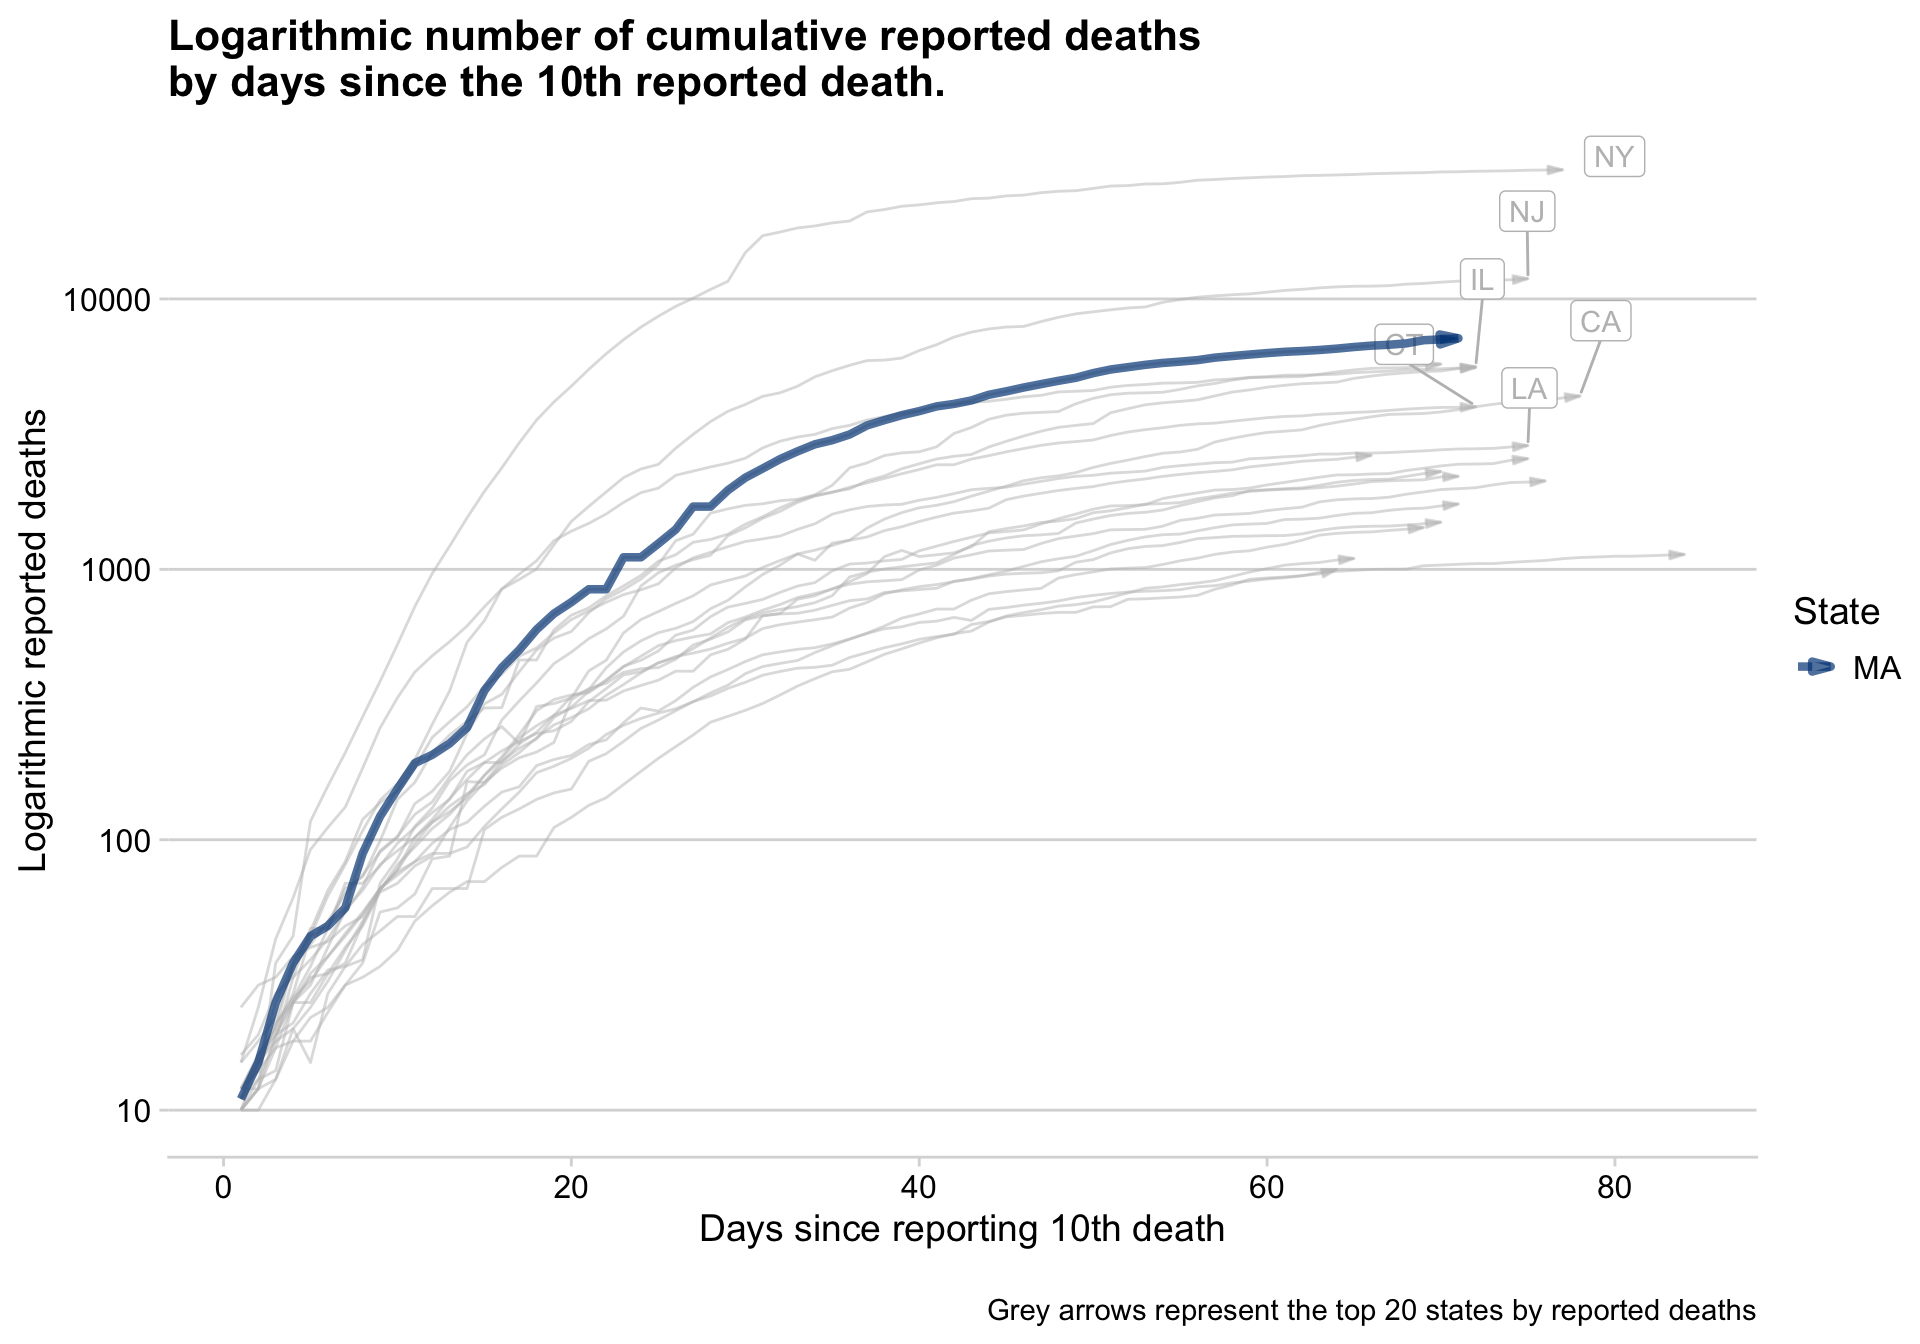 Logarithmic number of cumulative reported deaths
by days since the 10th reported death.
NY
NJ
IL
CA
CT
LA
10000
1000
100
10
Logarithmic reported deaths
0 20 40 60 80
Days since reporting 10th death
State
MA
Grey arrows represent the top 20 states by reported deaths